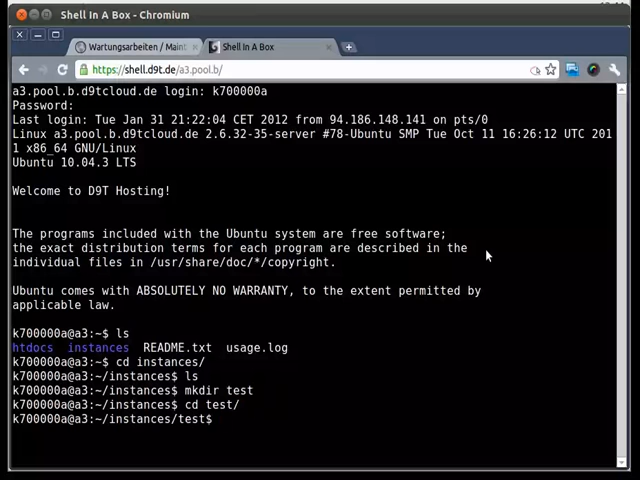 Shell In A Box - Chromium
Wartungsarbeiten / Maint
Shell In A Box
https://shell.d9t.de/a3.pool.b/
a3.pool.b.d9tcloud.de login: k700000a
Password:
Last login: Tue Jan 31 21:22:04 CET 2012 from 94.186.148.141 on pts/0
Linux a3.pool.b.d9tcloud.de 2.6.32-35-server #78-Ubuntu SMP Tue Oct 11 16:26:12 UTC 201
1 x86_64 GNU/Linux
Ubuntu 10.04.3 LTS
Welcome to D9T Hosting!
The programs included with the Ubuntu system are free software;
the exact distribution terms for each program are described in the
individual files in /usr/share/doc/*/copyright.
Ubuntu comes with ABSOLUTELY NO WARRANTY, to the extent permitted by
applicable law.
k700000a@a3:~$ ls
htdocs  instances  README.txt  usage.log
k700000a@a3:~$ cd instances/
k700000a@a3:~/instances$ ls
k700000a@a3:~/instances$ mkdir test
k700000a@a3:~/instances$ cd test/
k700000a@a3:~/instances/test$